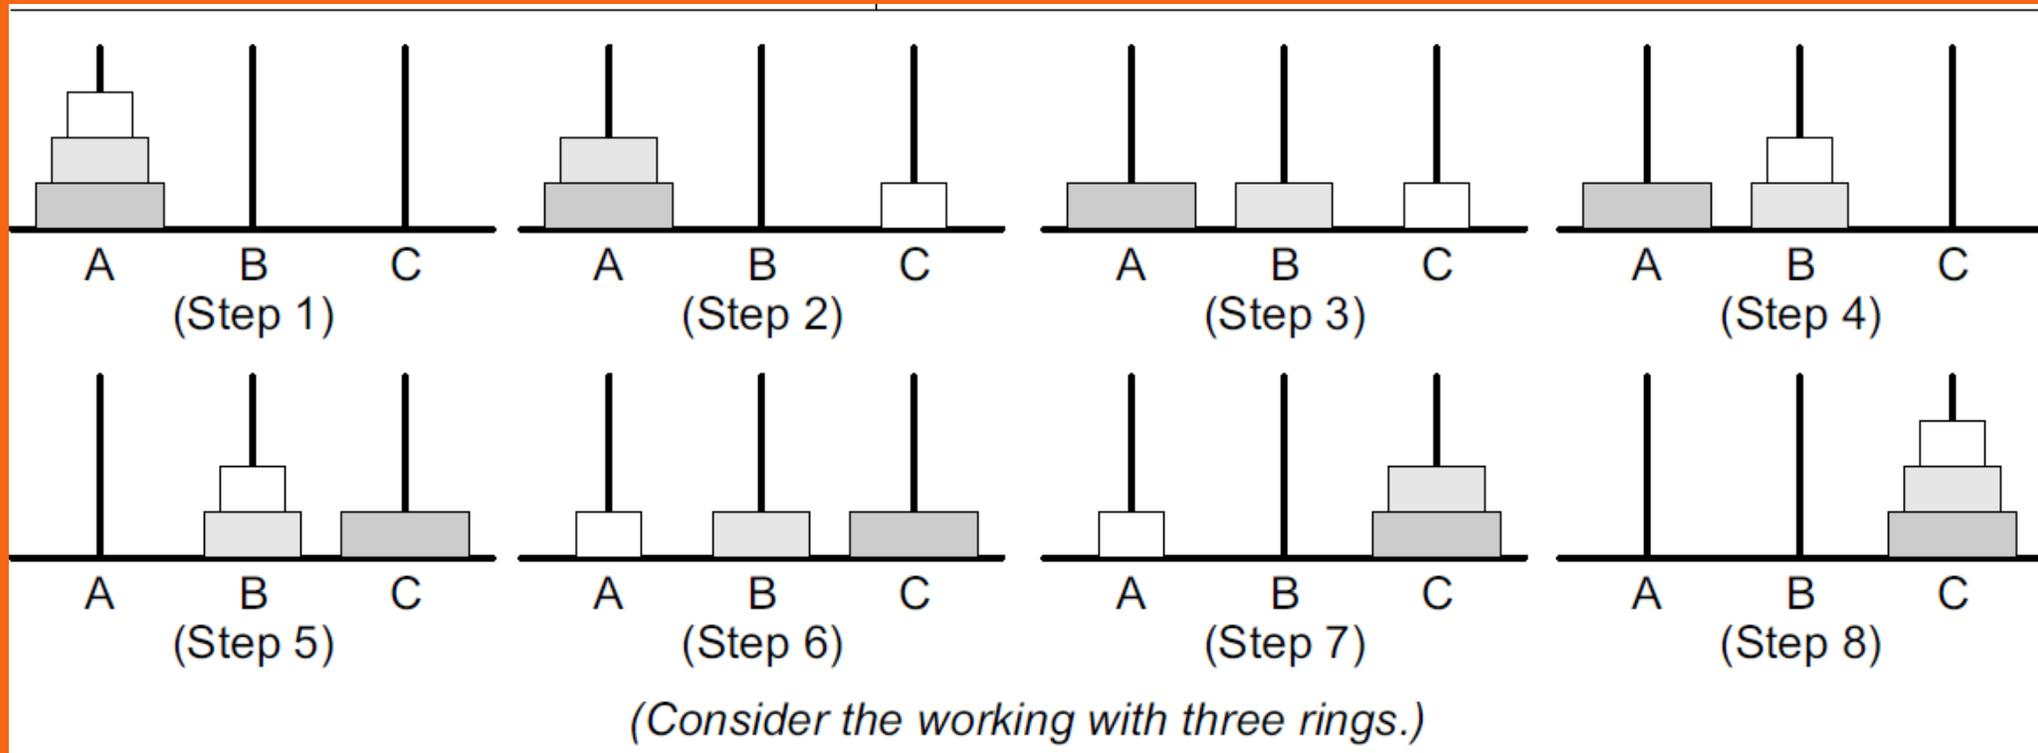 A B C A B C A B C A B C
(Step 1) (Step 2) (Step 3) (Step 4)
A B C A B C A B C A B C
(Step 5) (Step 6) (Step 7) (Step 8)
(Consider the working with three rings.)